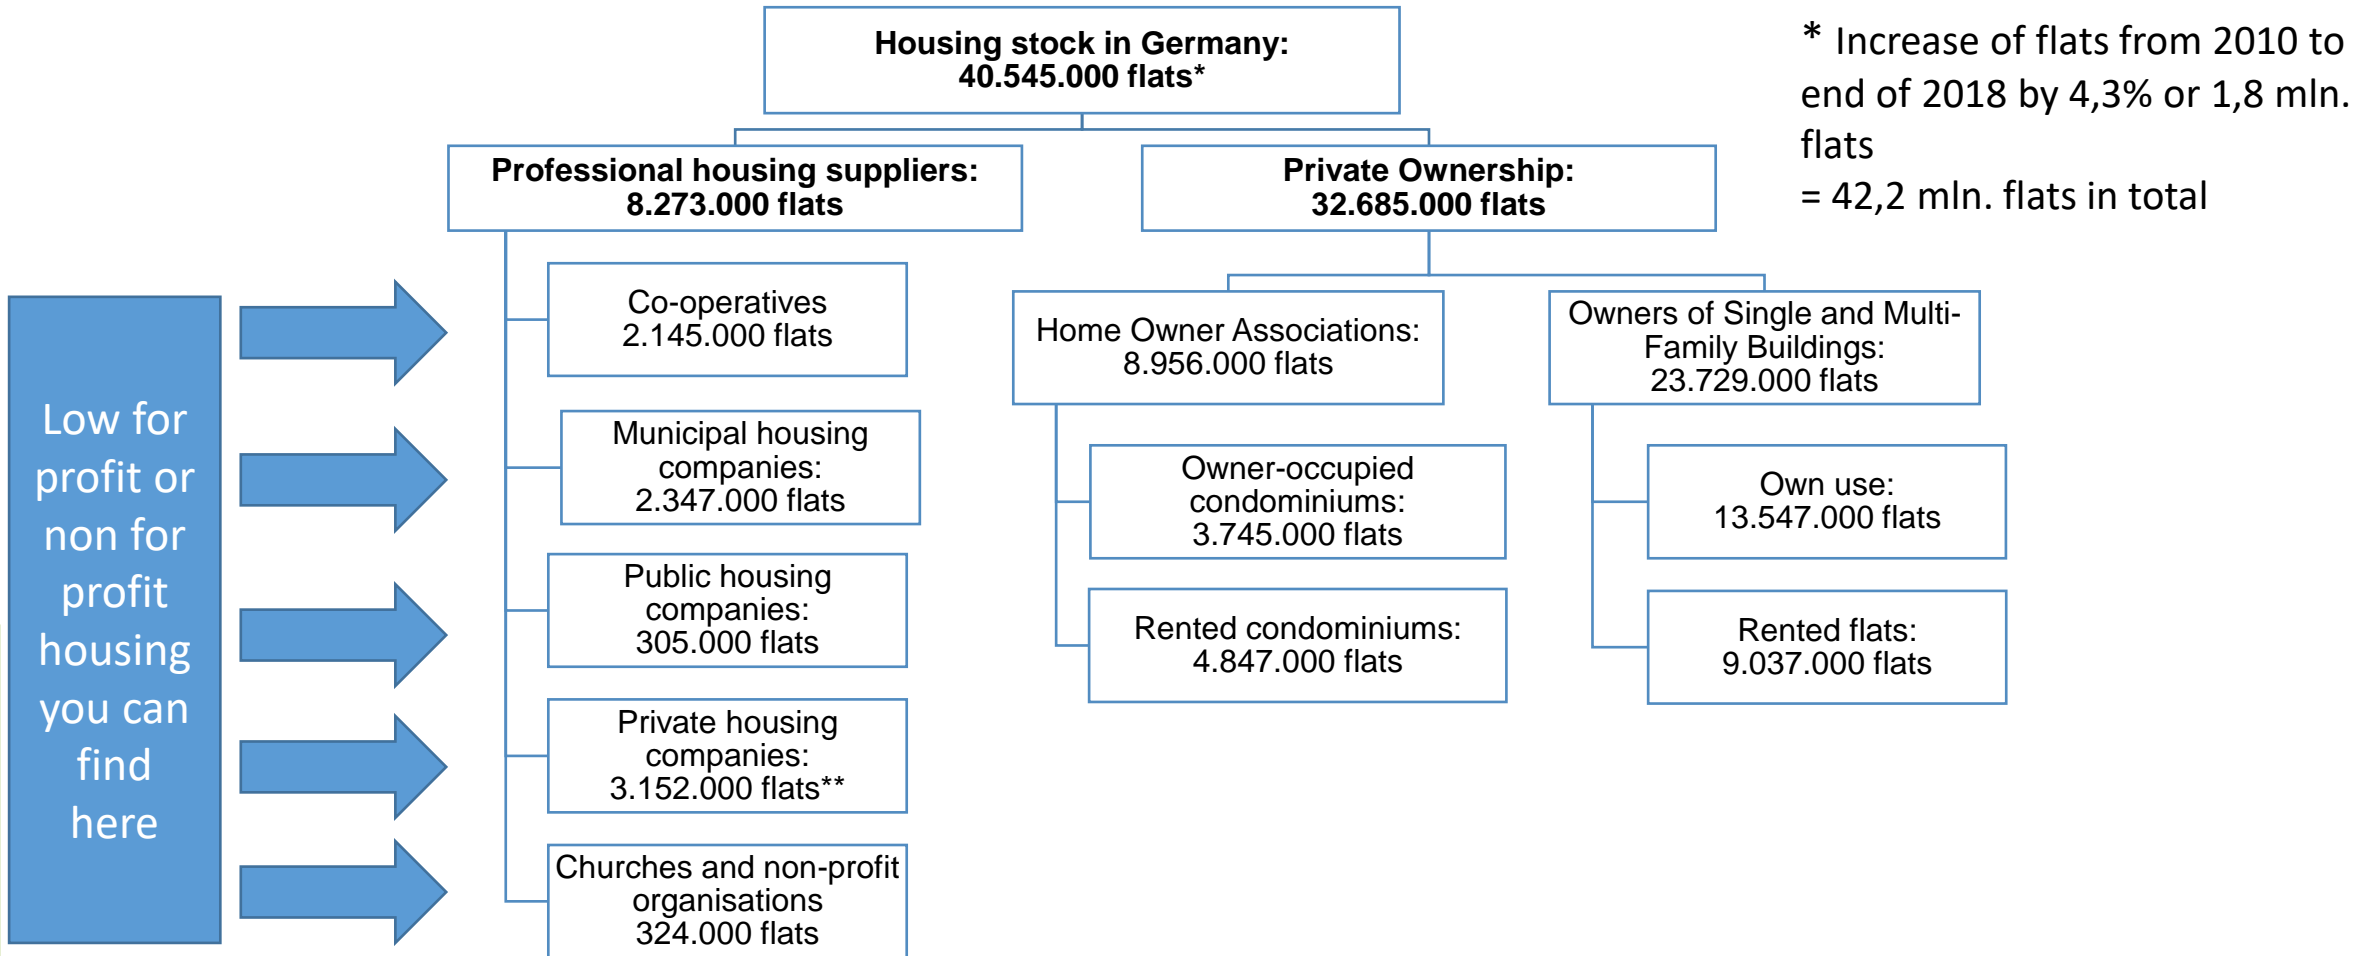 Housing stock in Germany:
40.545.000 flats*
* Increase of flats from 2010 to
end of 2018 by 4,3% or 1,8 mln.
flats
= 42,2 mln. flats in total
Professional housing suppliers:
8.273.000 flats
Private Ownership:
32.685.000 flats
Low for
profit or
non for
profit
housing
you can
find
here
Co-operatives
2.145.000 flats
Municipal housing
companies:
2.347.000 flats
Public housing
companies:
305.000 flats
Private housing
companies:
3.152.000 flats**
Churches and non-profit
organisations
324.000 flats
Home Owner Associations:
8.956.000 flats
Owner-occupied
condominiums:
3.745.000 flats
Rented condominiums:
4.847.000 flats
Owners of Single and Multi-
Family Buildings:
23.729.000 flats
Own use:
13.547.000 flats
Rented flats:
9.037.000 flats